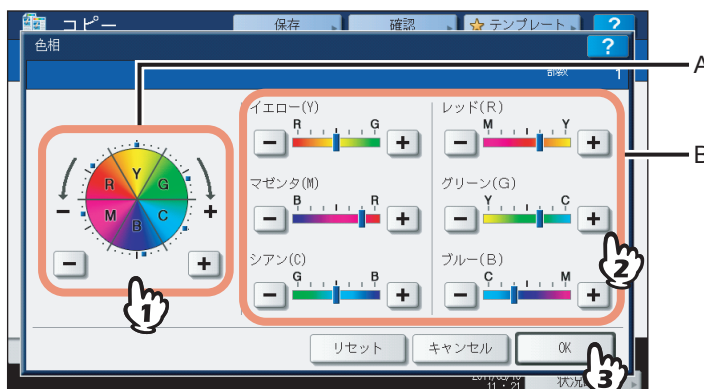 コピー 保存 確認 テンプレート ?
色相 ?
部数 1
A
イエロー(Y) レッド(R)
R G M Y
- + - +
B
マゼンタ(M) グリーン(G)
B R Y C
- + - +
シアン(C) ブルー(B)
G B C M
- + - +
Y
R G
M C
B
- +
- +
1
2
リセット キャンセル OK
3
11:21